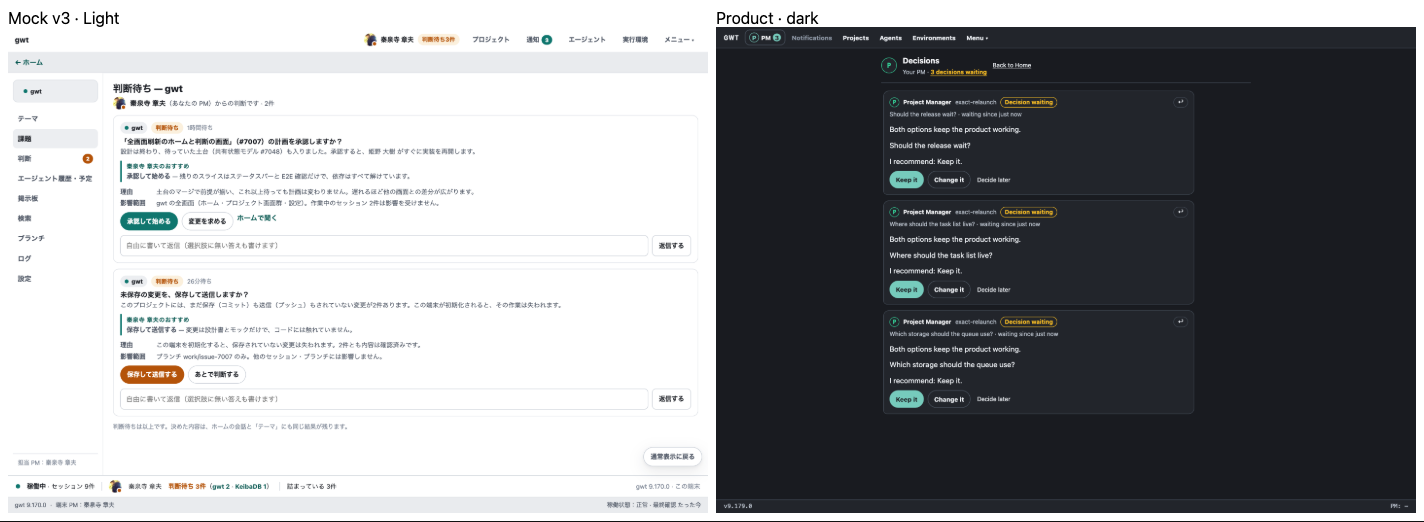 Mock v3 · Light
gwt
秦泉寺 章夫 判断待ち3件 プロジェクト 通知 3 エージェント 実行環境 メニュー
← ホーム
gwt
テーマ
課題
判断 2
エージェント履歴・予定
掲示板
検索
ブランチ
ログ
設定
担当 PM：秦泉寺 章夫
判断待ち — gwt
秦泉寺 章夫（あなたの PM）からの判断です · 2件
gwt 判断待ち 1時間待ち
「全画面刷新のホームと判断の画面」（#7007）の計画を承認しますか？
設計は終わり、待っていた土台（共有状態モデル #7048）も入りました。承認すると、姫野 大樹 がすぐに実装を再開します。
秦泉寺 章夫のおすすめ
承認して始める — 残りのスライスはステータスバーと E2E 確認だけで、依存はすべて解けています。
理由 土台のマージで前提が揃い、これ以上待っても計画は変わりません。遅れるほど他の画面との差分が広がります。
影響範囲 gwt の全画面（ホーム・プロジェクト画面群・設定）。作業中のセッション 2件は影響を受けません。
承認して始める 変更を求める ホームで開く
自由に書いて返信（選択肢に無い答えも書けます） 返信する
gwt 判断待ち 26分待ち
未保存の変更を、保存して送信しますか？
このプロジェクトには、まだ保存（コミット）も送信（プッシュ）もされていない変更が2件あります。この端末が初期化されると、その作業は失われます。
秦泉寺 章夫のおすすめ
保存して送信する — 変更は設計書とモックだけで、コードには触れていません。
理由 この端末を初期化すると、保存されていない変更は失われます。2件とも内容は確認済みです。
影響範囲 ブランチ work/issue-7007 のみ。他のセッション・ブランチには影響しません。
保存して送信する あとで判断する
自由に書いて返信（選択肢に無い答えも書けます） 返信する
判断待ちは以上です。決めた内容は、ホームの会話と「テーマ」にも同じ結果が残ります。
通常表示に戻る
稼働中 · セッション 9件 秦泉寺 章夫 判断待ち 3件（gwt 2 · KeibaDB 1） 詰まっている 3件 gwt 9.170.0 · この端末
gwt 9.170.0 · 端末 PM：秦泉寺 章夫 稼働状態：正常 · 最終確認 たった今
Product · dark
GWT P PM 3 Notifications Projects Agents Environments Menu
P Decisions
Your PM · 3 decisions waiting
Back to Home
P Project Manager exact-relaunch Decision waiting ↵
Should the release wait? · waiting since just now
Both options keep the product working.
Should the release wait?
I recommend: Keep it.
Keep it Change it Decide later
P Project Manager exact-relaunch Decision waiting ↵
Where should the task list live? · waiting since just now
Both options keep the product working.
Where should the task list live?
I recommend: Keep it.
Keep it Change it Decide later
P Project Manager exact-relaunch Decision waiting ↵
Which storage should the queue use? · waiting since just now
Both options keep the product working.
Which storage should the queue use?
I recommend: Keep it.
Keep it Change it Decide later
v9.179.0 PM: —